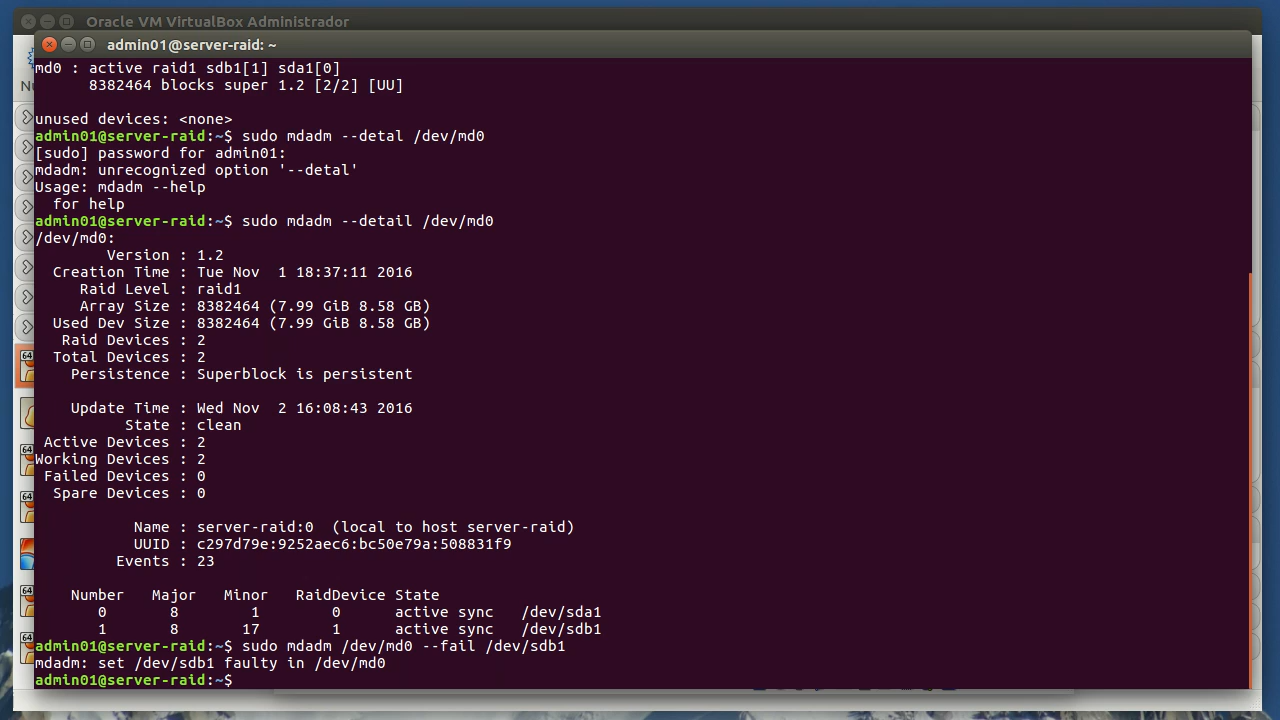 Oracle VM VirtualBox Administrador
admin01@server-raid: ~
md0 : active raid1 sdb1[1] sda1[0]
      8382464 blocks super 1.2 [2/2] [UU]
unused devices: <none>
admin01@server-raid:~$ sudo mdadm --detal /dev/md0
[sudo] password for admin01:
mdadm: unrecognized option '--detal'
Usage: mdadm --help
  for help
admin01@server-raid:~$ sudo mdadm --detail /dev/md0
/dev/md0:
        Version : 1.2
  Creation Time : Tue Nov  1 18:37:11 2016
     Raid Level : raid1
     Array Size : 8382464 (7.99 GiB 8.58 GB)
  Used Dev Size : 8382464 (7.99 GiB 8.58 GB)
   Raid Devices : 2
  Total Devices : 2
    Persistence : Superblock is persistent
    Update Time : Wed Nov  2 16:08:43 2016
          State : clean
 Active Devices : 2
Working Devices : 2
 Failed Devices : 0
  Spare Devices : 0
           Name : server-raid:0  (local to host server-raid)
           UUID : c297d79e:9252aec6:bc50e79a:508831f9
         Events : 23
    Number   Major   Minor   RaidDevice State
       0       8        1        0      active sync   /dev/sda1
       1       8       17        1      active sync   /dev/sdb1
admin01@server-raid:~$ sudo mdadm /dev/md0 --fail /dev/sdb1
mdadm: set /dev/sdb1 faulty in /dev/md0
admin01@server-raid:~$